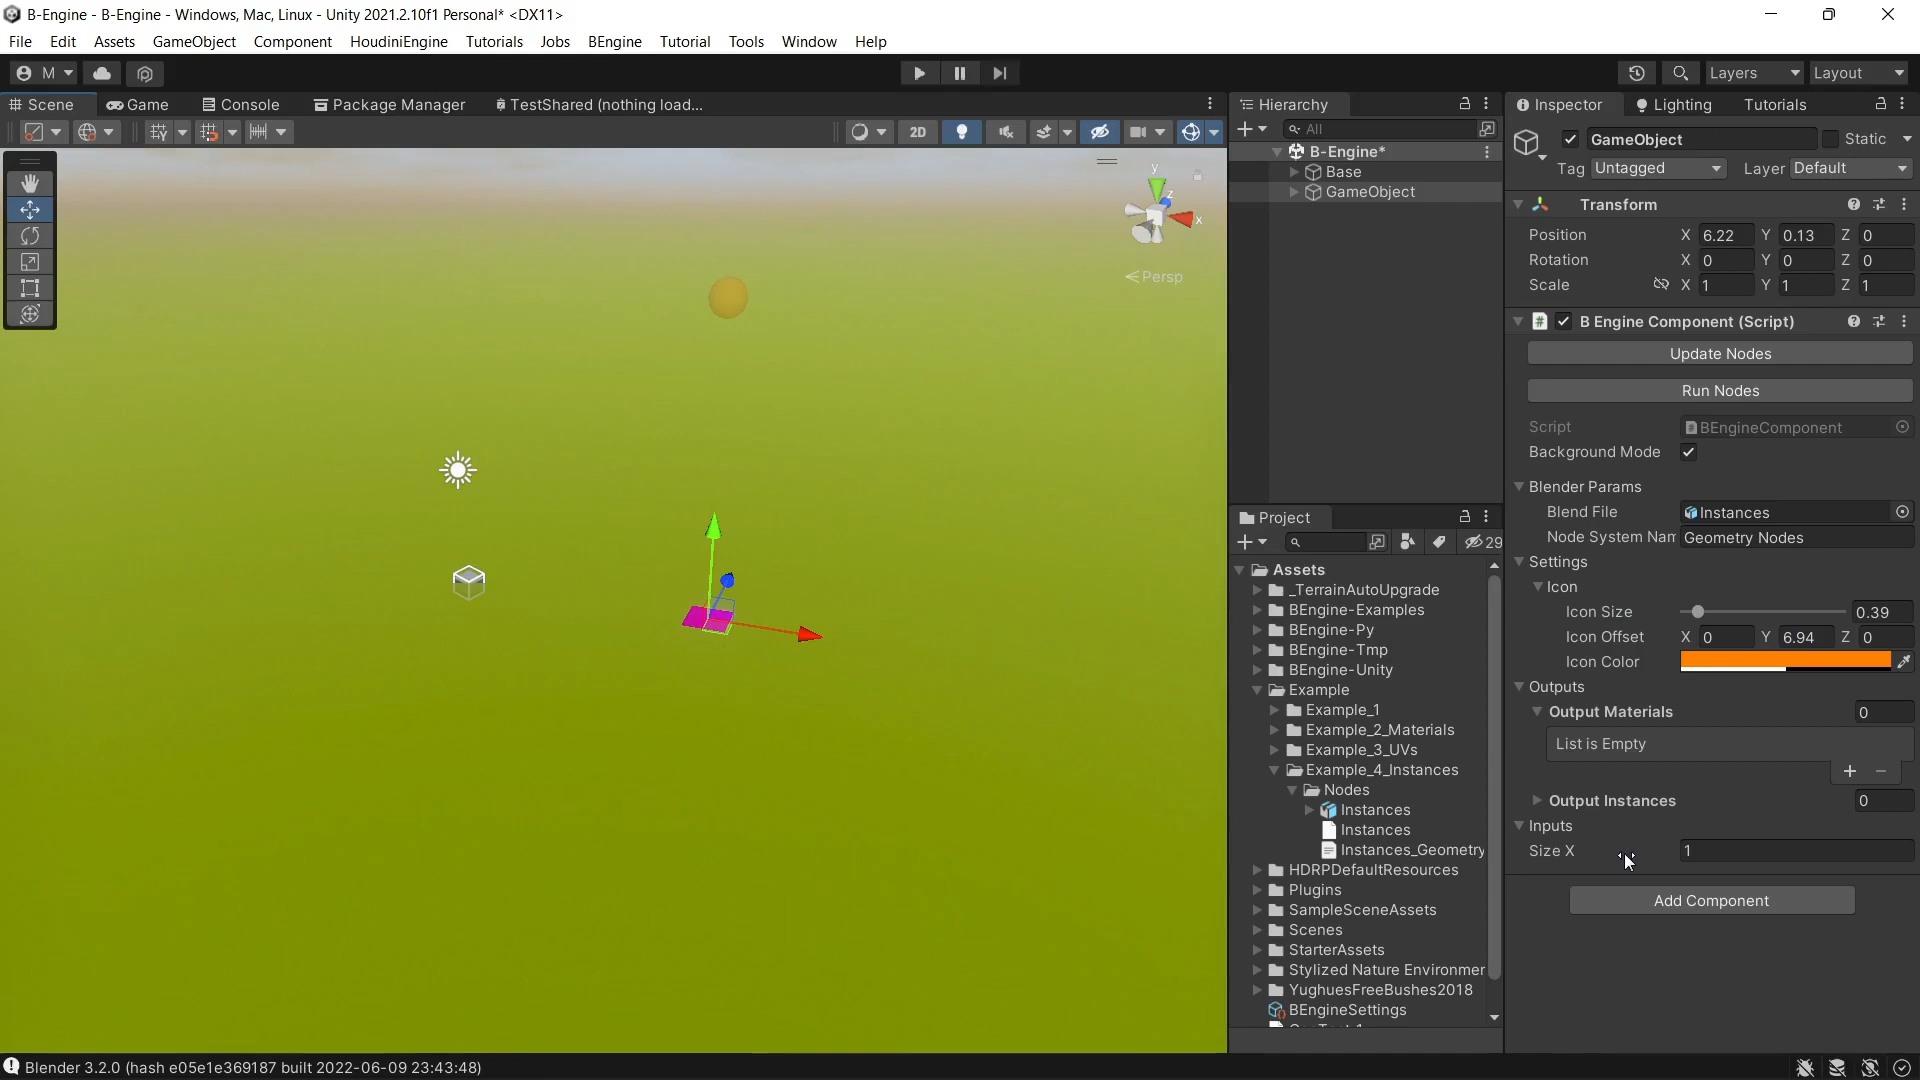 B-Engine - B-Engine - Windows, Mac, Linux - Unity 2021.2.10f1 Personal* <DX11>
File Edit Assets GameObject Component HoudiniEngine Tutorials Jobs BEngine Tutorial Tools Window Help
M Layers Layout
Scene Game Console Package Manager TestShared (nothing load...
2D
y
z
x
Persp
Hierarchy
All
B-Engine*
Base
GameObject
Project
29
Assets
_TerrainAutoUpgrade
BEngine-Examples
BEngine-Py
BEngine-Tmp
BEngine-Unity
Example
Example_1
Example_2_Materials
Example_3_UVs
Example_4_Instances
Nodes
Instances
Instances
Instances_Geometry
HDRPDefaultResources
Plugins
SampleSceneAssets
Scenes
StarterAssets
Stylized Nature Environmer
YughuesFreeBushes2018
BEngineSettings
Inspector Lighting Tutorials
GameObject Static
Tag Untagged Layer Default
Transform
Position X 6.22 Y 0.13 Z 0
Rotation X 0 Y 0 Z 0
Scale X 1 Y 1 Z 1
# B Engine Component (Script)
Update Nodes
Run Nodes
Script BEngineComponent
Background Mode
Blender Params
Blend File Instances
Node System Nam Geometry Nodes
Settings
Icon
Icon Size 0.39
Icon Offset X 0 Y 6.94 Z 0
Icon Color
Outputs
Output Materials 0
List is Empty
+ −
Output Instances 0
Inputs
Size X 1
Add Component
Blender 3.2.0 (hash e05e1e369187 built 2022-06-09 23:43:48)